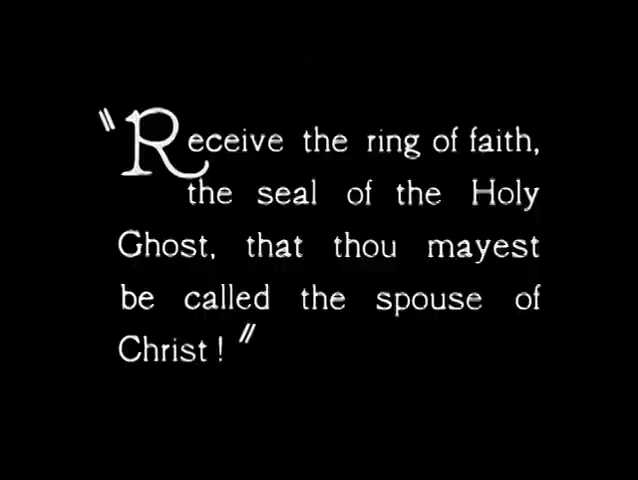 "Receive the ring of faith,
the seal of the Holy
Ghost, that thou mayest
be called the spouse of
Christ!"